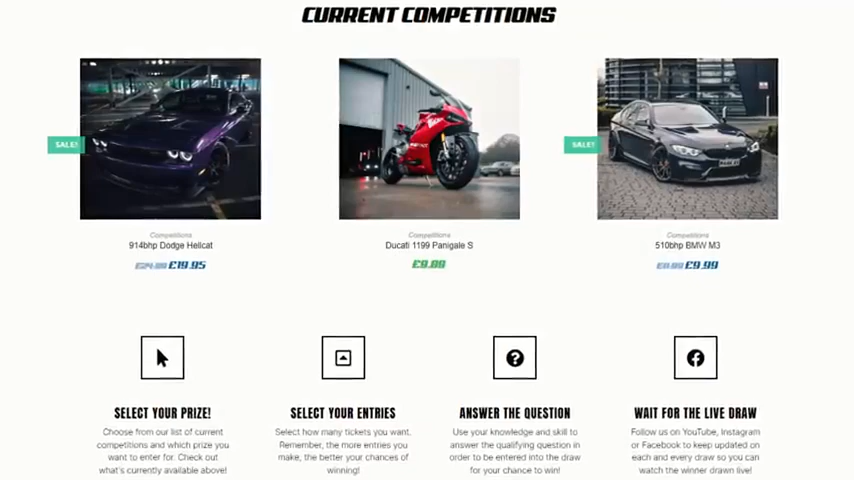 CURRENT COMPETITIONS
SALE!
SALE!
Competitions
Competitions
Competitions
914bhp Dodge Hellcat
Ducati 1199 Panigale S
510bhp BMW M3
£19.95
£9.99
SELECT YOUR PRIZE!
SELECT YOUR ENTRIES
ANSWER THE QUESTION
WAIT FOR THE LIVE DRAW
Choose from our list of current
competitions and which prize you
want to enter for. Check out
what's currently available above!
Select how many tickets you want.
Remember, the more entries you
make, the better your chances of
winning!
Use your knowledge and skill to
answer the qualifying question in
order to be entered into the draw
for your chance to win!
Follow us on YouTube, Instagram
or Facebook to keep updated on
each and every draw so you can
watch the winner drawn live!